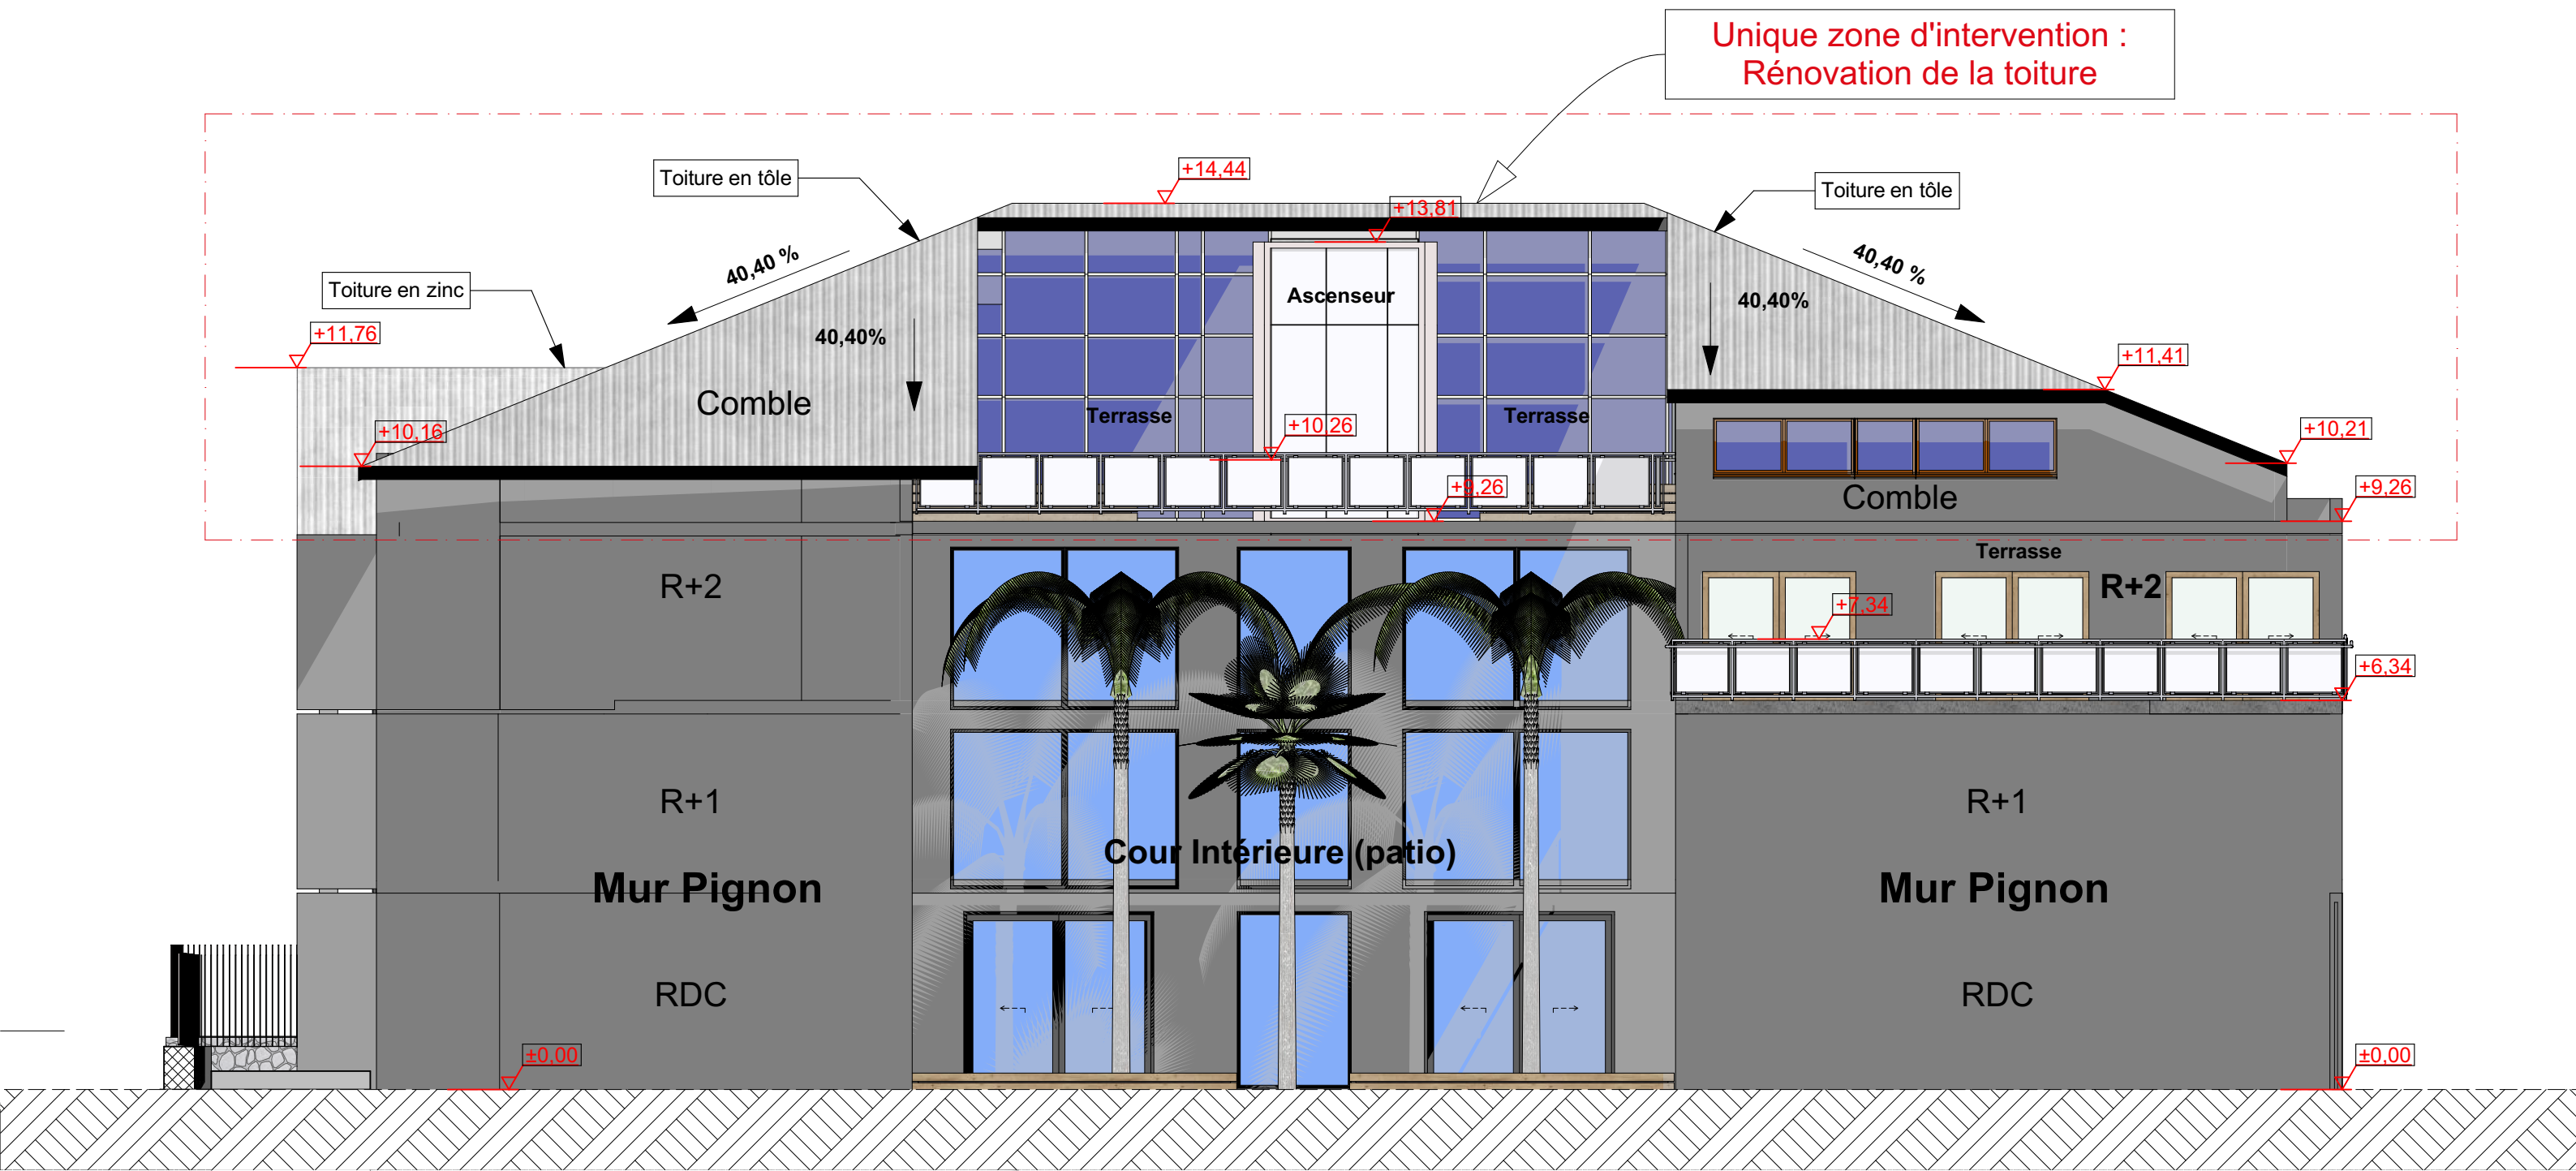 Unique zone d'intervention :
Rénovation de la toiture
+14,44
Toiture en tôle
Toiture en tôle
+13,81
40,40 %
40,40 %
Toiture en zinc
Ascenseur
40,40%
40,40%
+11,76
+11,41
Comble
Terrasse
Terrasse
+10,16
+10,26
+10,21
+9,26
+9,26
Comble
Terrasse
R+2
R+2
+7,34
+6,34
R+1
R+1
Cour Intérieure (patio)
Mur Pignon
Mur Pignon
RDC
RDC
±0,00
±0,00